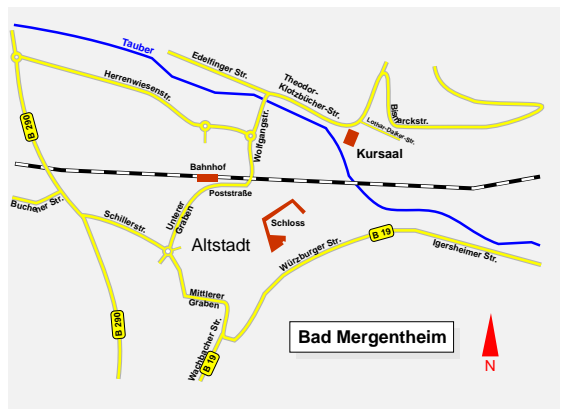 Tauber
Edelfinger Str.
Herrenwiesenstr.
Theodor-
Klotzbücher-Str.
Bismarckstr.
Lothar-Daiker-Str.
B 290
Wolfgangstr.
Kursaal
Bahnhof
Poststraße
Buchener Str.
Schillerstr.
Unterer
Graben
Schloss
Altstadt
Würzburger Str.
B 19
Igersheimer Str.
Mittlerer
Graben
B 290
Wachbacher Str.
B 19
Bad Mergentheim
N